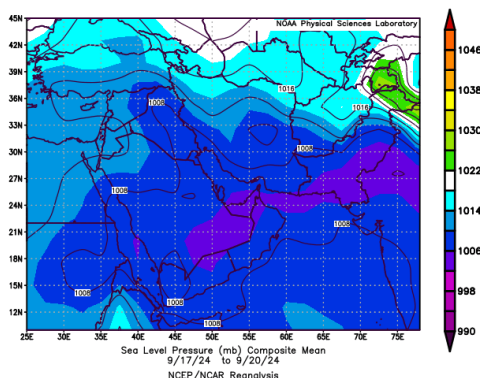 NOAA Physical Sciences Laboratory
45N
42N
39N
36N
33N
30N
27N
24N
21N
18N
15N
12N
1016
1016
1008
1008
1008
1008
1008
1008
1008
1008
25E 30E 35E 40E 45E 50E 55E 60E 65E 70E 75E
1046
1038
1030
1022
1014
1006
998
990
Sea Level Pressure (mb) Composite Mean
9/17/24 to 9/20/24
NCEP/NCAR Reanalysis